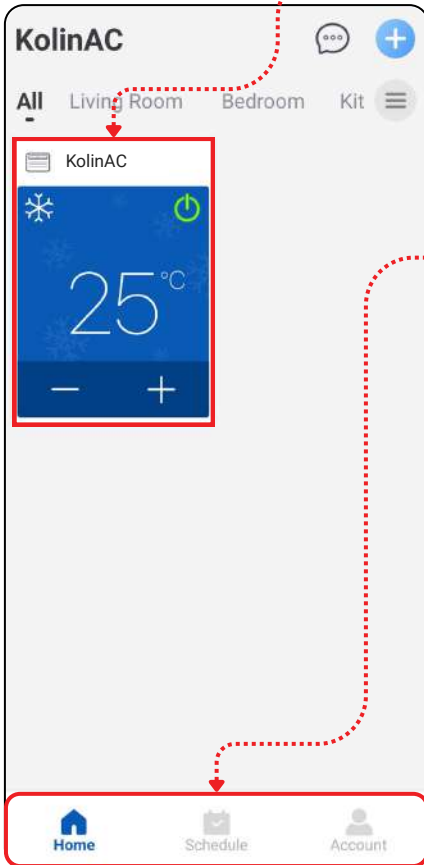 KolinAC
All Living Room Bedroom Kit
KolinAC
25°C
− +
Home Schedule Account